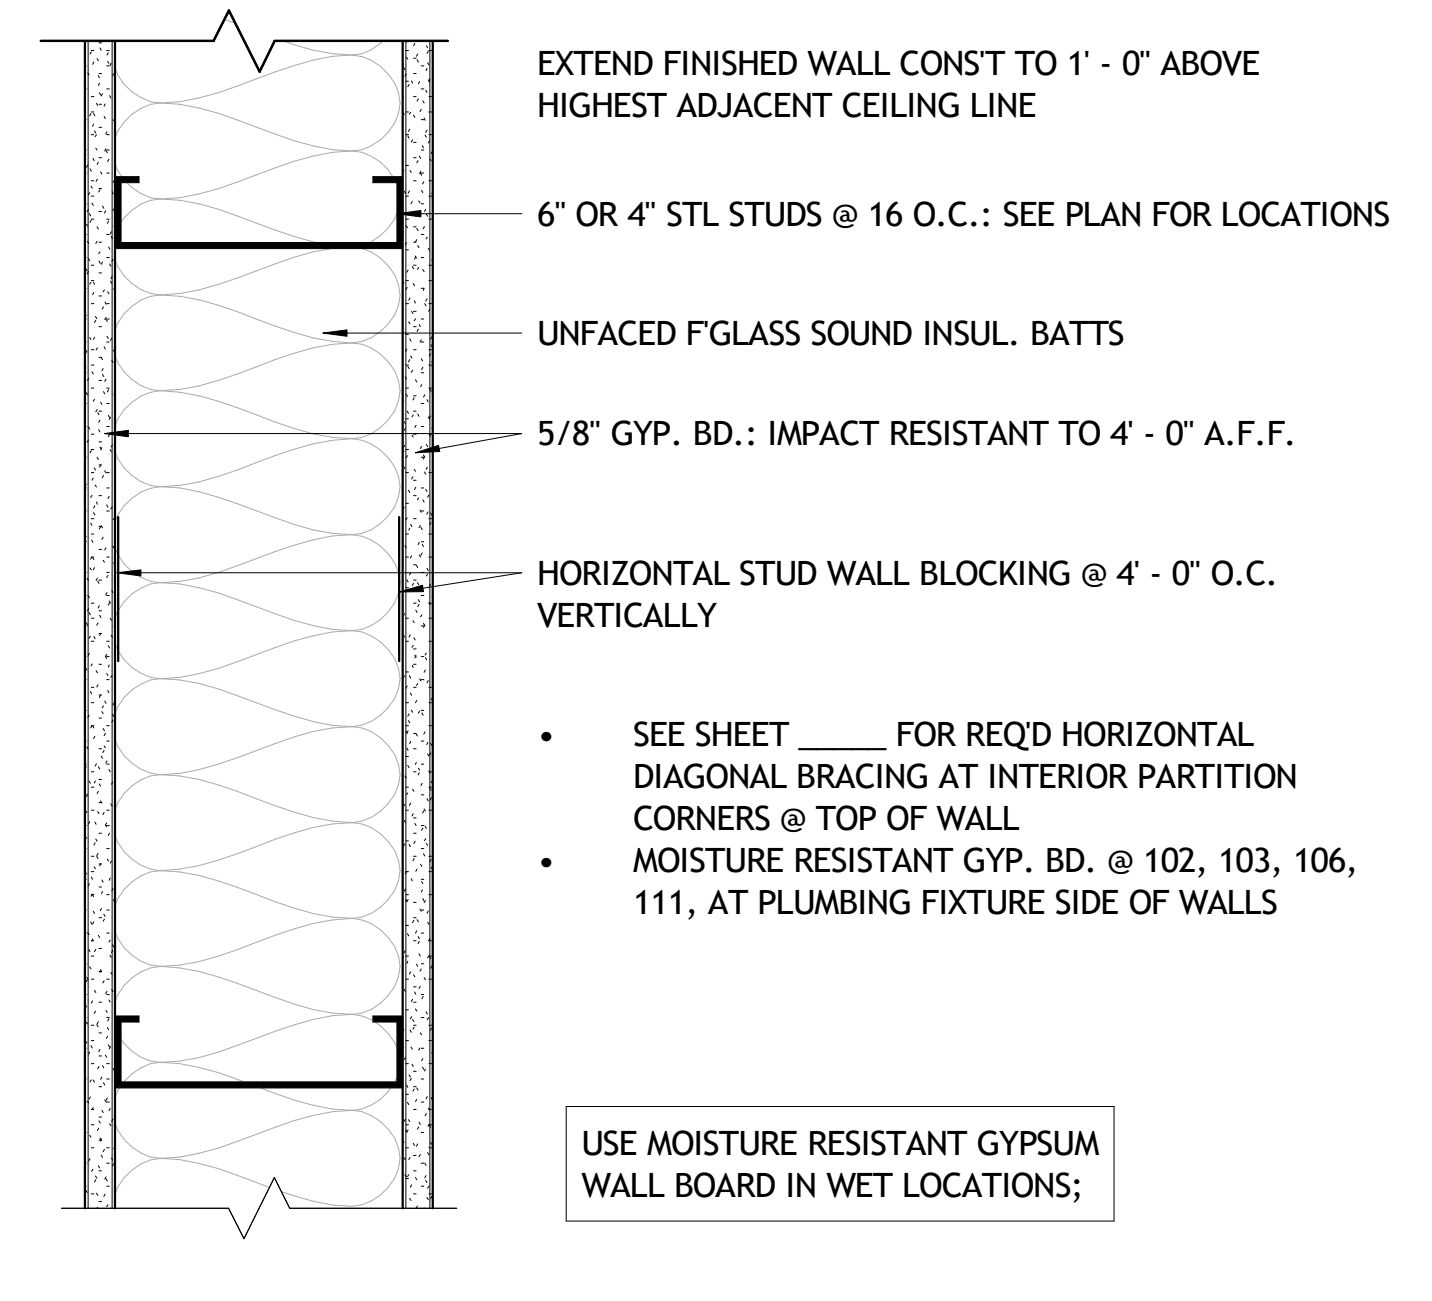 EXTEND FINISHED WALL CONS'T TO 1' - 0" ABOVE
HIGHEST ADJACENT CEILING LINE
6" OR 4" STL STUDS @ 16 O.C.: SEE PLAN FOR LOCATIONS
UNFACED F'GLASS SOUND INSUL. BATTS
5/8" GYP. BD.: IMPACT RESISTANT TO 4' - 0" A.F.F.
HORIZONTAL STUD WALL BLOCKING @ 4' - 0" O.C.
VERTICALLY
• SEE SHEET _____ FOR REQ'D HORIZONTAL
DIAGONAL BRACING AT INTERIOR PARTITION
CORNERS @ TOP OF WALL
• MOISTURE RESISTANT GYP. BD. @ 102, 103, 106,
111, AT PLUMBING FIXTURE SIDE OF WALLS
USE MOISTURE RESISTANT GYPSUM
WALL BOARD IN WET LOCATIONS;